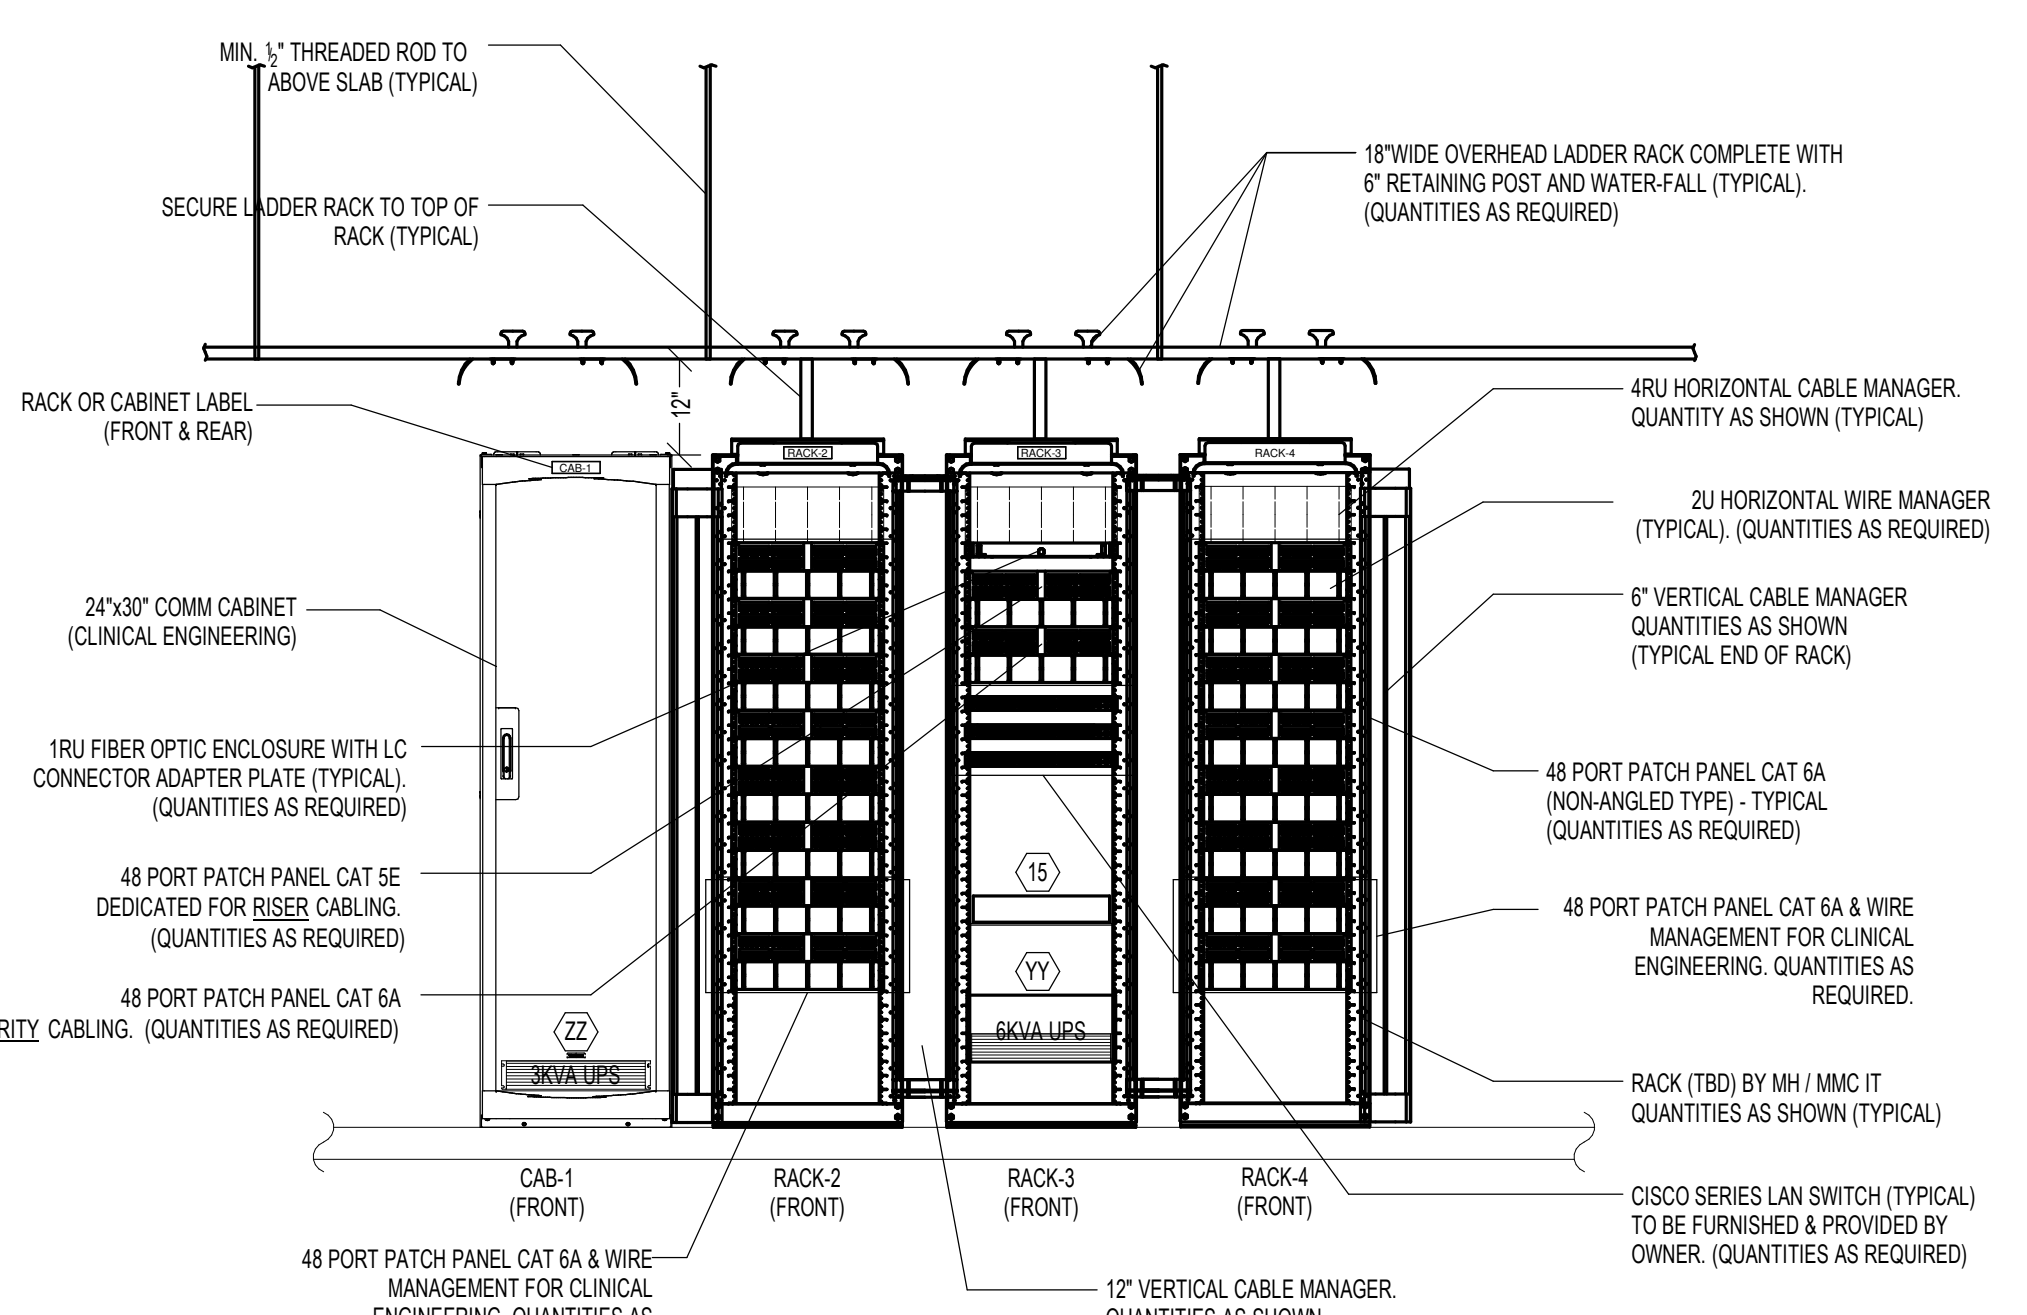 MIN. ½" THREADED ROD TO
ABOVE SLAB (TYPICAL)
18"WIDE OVERHEAD LADDER RACK COMPLETE WITH
6" RETAINING POST AND WATER-FALL (TYPICAL).
(QUANTITIES AS REQUIRED)
SECURE LADDER RACK TO TOP OF
RACK (TYPICAL)
RACK OR CABINET LABEL
(FRONT & REAR)
12"
4RU HORIZONTAL CABLE MANAGER.
QUANTITY AS SHOWN (TYPICAL)
CAB-1
RACK-2
RACK-3
RACK-4
2U HORIZONTAL WIRE MANAGER
(TYPICAL). (QUANTITIES AS REQUIRED)
24"x30" COMM CABINET
(CLINICAL ENGINEERING)
6" VERTICAL CABLE MANAGER
QUANTITIES AS SHOWN
(TYPICAL END OF RACK)
1RU FIBER OPTIC ENCLOSURE WITH LC
CONNECTOR ADAPTER PLATE (TYPICAL).
(QUANTITIES AS REQUIRED)
48 PORT PATCH PANEL CAT 6A
(NON-ANGLED TYPE) - TYPICAL
(QUANTITIES AS REQUIRED)
48 PORT PATCH PANEL CAT 5E
DEDICATED FOR RISER CABLING.
(QUANTITIES AS REQUIRED)
15
48 PORT PATCH PANEL CAT 6A & WIRE
MANAGEMENT FOR CLINICAL
ENGINEERING. QUANTITIES AS
REQUIRED.
48 PORT PATCH PANEL CAT 6A
RITY CABLING. (QUANTITIES AS REQUIRED)
YY
6KVA UPS
ZZ
3KVA UPS
RACK (TBD) BY MH / MMC IT
QUANTITIES AS SHOWN (TYPICAL)
CAB-1
(FRONT)
RACK-2
(FRONT)
RACK-3
(FRONT)
RACK-4
(FRONT)
CISCO SERIES LAN SWITCH (TYPICAL)
TO BE FURNISHED & PROVIDED BY
OWNER. (QUANTITIES AS REQUIRED)
48 PORT PATCH PANEL CAT 6A & WIRE
MANAGEMENT FOR CLINICAL
ENGINEERING. QUANTITIES AS
12" VERTICAL CABLE MANAGER.
QUANTITIES AS SHOWN